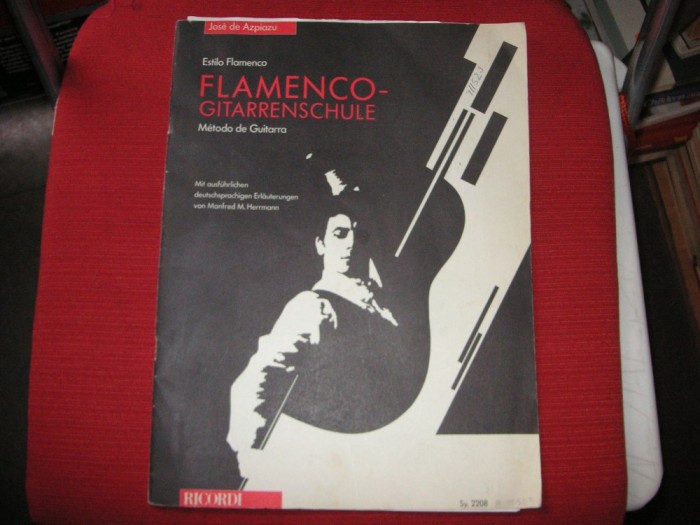 José de Azpiazu
Estilo Flamenco
FLAMENCO-
GITARRENSCHULE
Método de Guitarra
Mit ausführlichen
deutschsprachigen Erläuterungen
von Manfred M. Herrmann
RICORDI
Sy. 2208